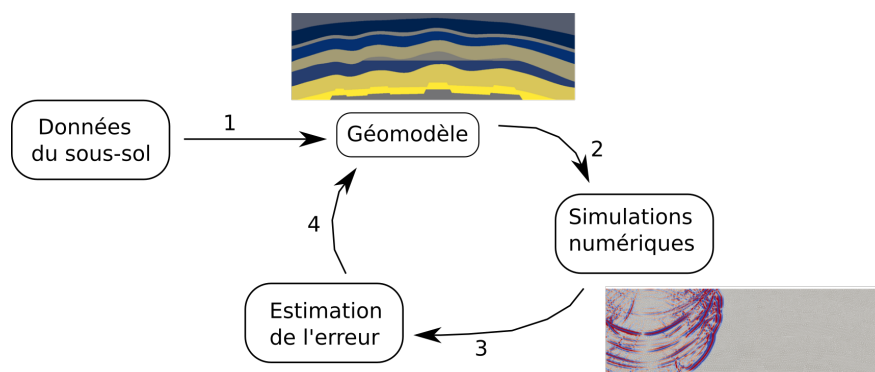 Données
du sous-sol
1
Géomodèle
2
Simulations
numériques
3
Estimation
de l'erreur
4